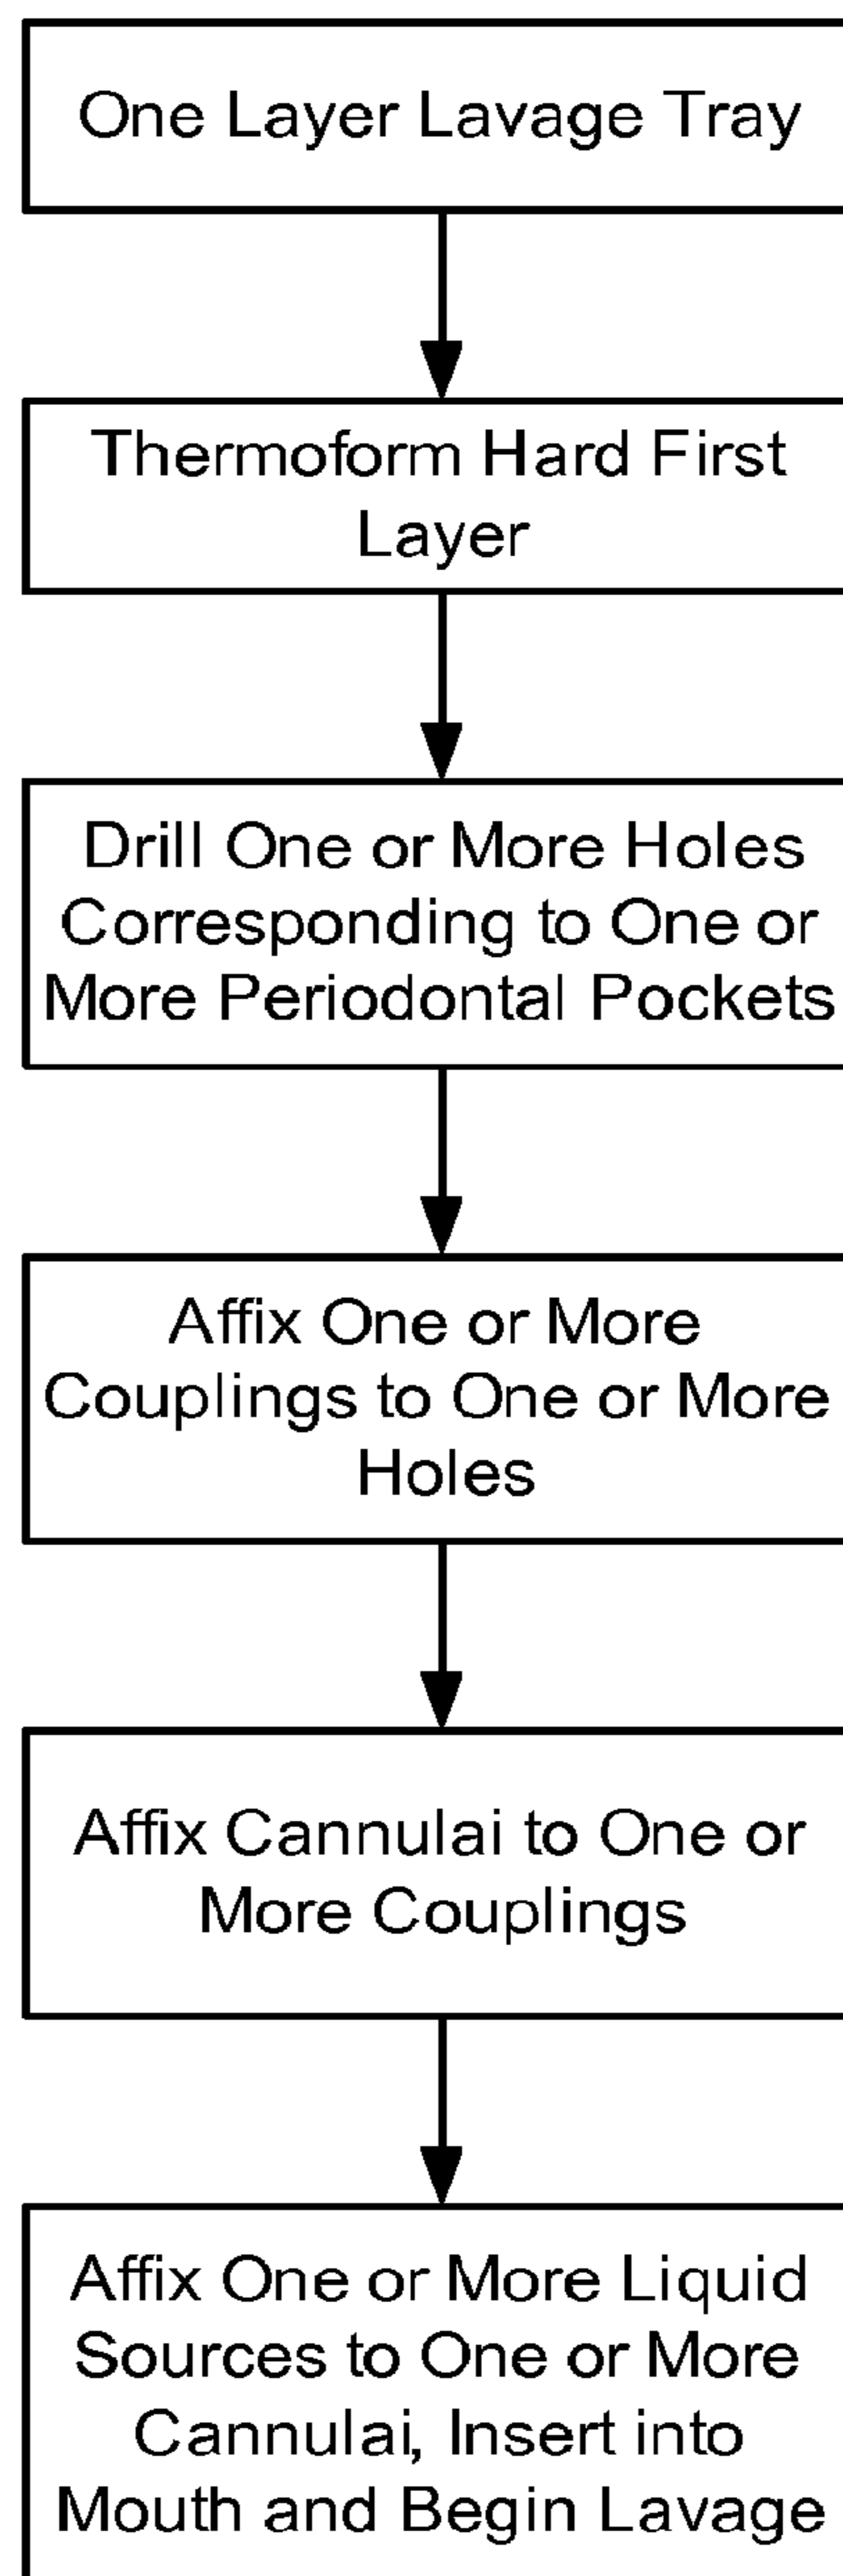 One Layer Lavage Tray
Thermoform Hard First
Layer
Drill One or More Holes
Corresponding to One or
More Periodontal Pockets
Affix One or More
Couplings to One or More
Holes
Affix Cannulai to One or
More Couplings
Affix One or More Liquid
Sources to One or More
Cannulai, Insert into
Mouth and Begin Lavage